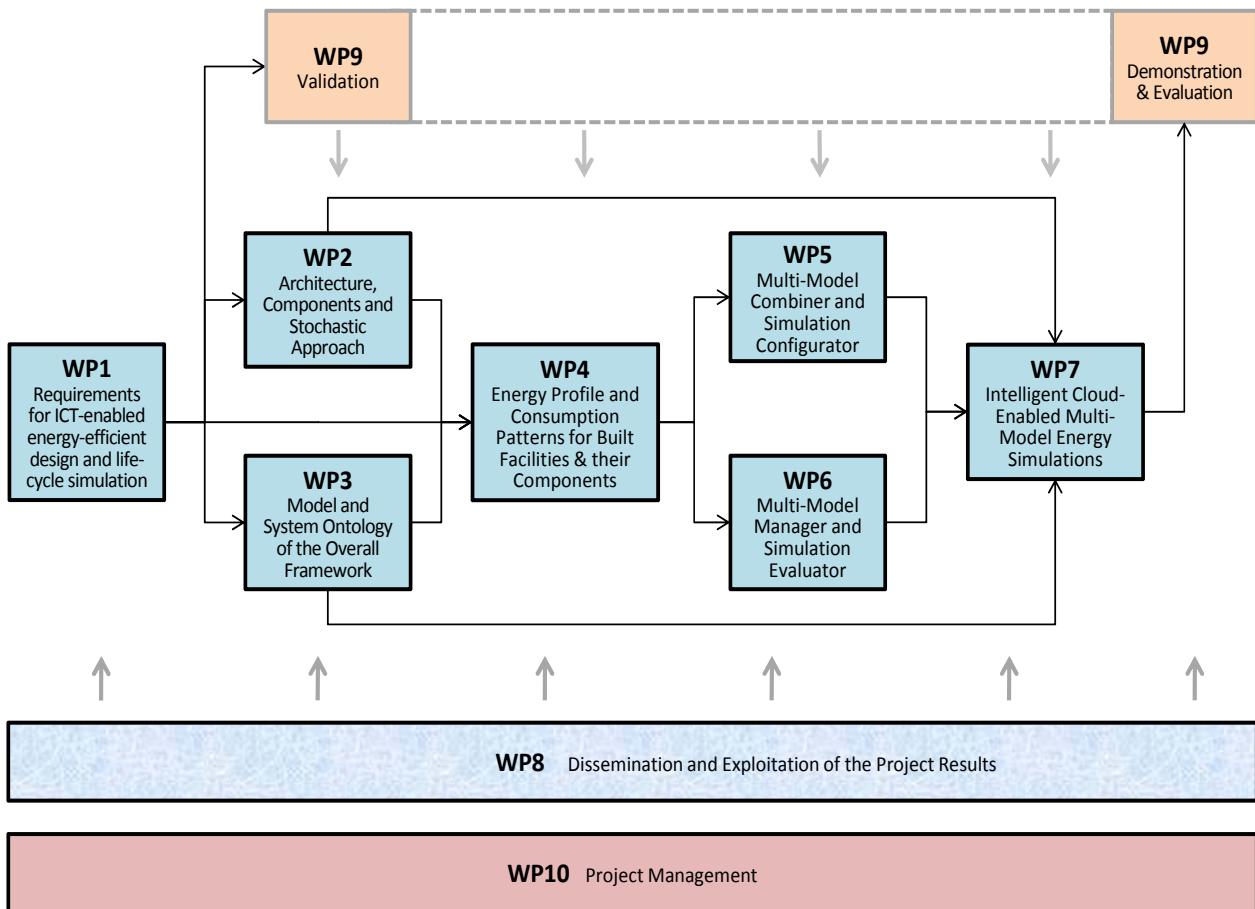 WP9
Validation
WP9
Demonstration
& Evaluation
WP2
Architecture,
Components and
Stochastic
Approach
WP5
Multi-Model
Combiner and
Simulation
Configurator
WP1
Requirements
for ICT-enabled
energy-efficient
design and life-
cycle simulation
WP4
Energy Profile and
Consumption
Patterns for Built
Facilities & their
Components
WP7
Intelligent Cloud-
Enabled Multi-
Model Energy
Simulations
WP3
Model and
System Ontology
of the Overall
Framework
WP6
Multi-Model
Manager and
Simulation
Evaluator
WP8 Dissemination and Exploitation of the Project Results
WP10 Project Management